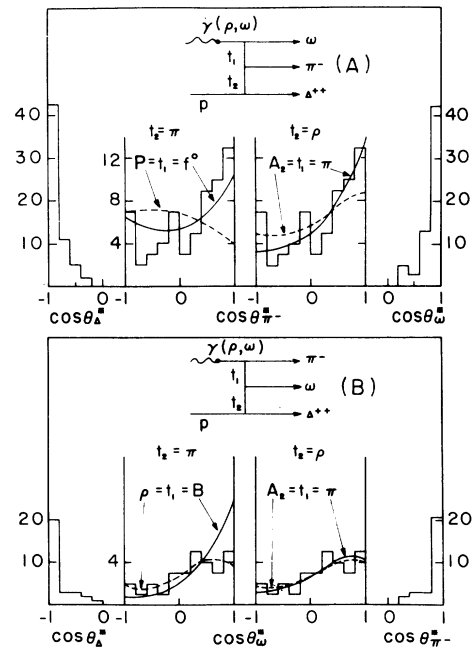 γ(ρ,ω)
ω
t₁
π⁻
(A)
t₂
p
Δ⁺⁺
40
30
20
10
t₂=π
t₂=ρ
12
8
4
P=t₁=f°
A₂=t₁=π
40
30
20
10
-1 0 -1 0 1 -1 0 1 0 1
COSθ*Δ
COSθ*π⁻
COSθ*ω
γ(ρ,ω)
π⁻
t₁
ω
(B)
t₂
p
Δ⁺⁺
t₂=π
t₂=ρ
ρ=t₁=B
A₂=t₁=π
20
10
4
20
10
-1 0 -1 0 1 -1 0 1 0 1
COSθ*Δ
COSθ*ω
COSθ*π⁻